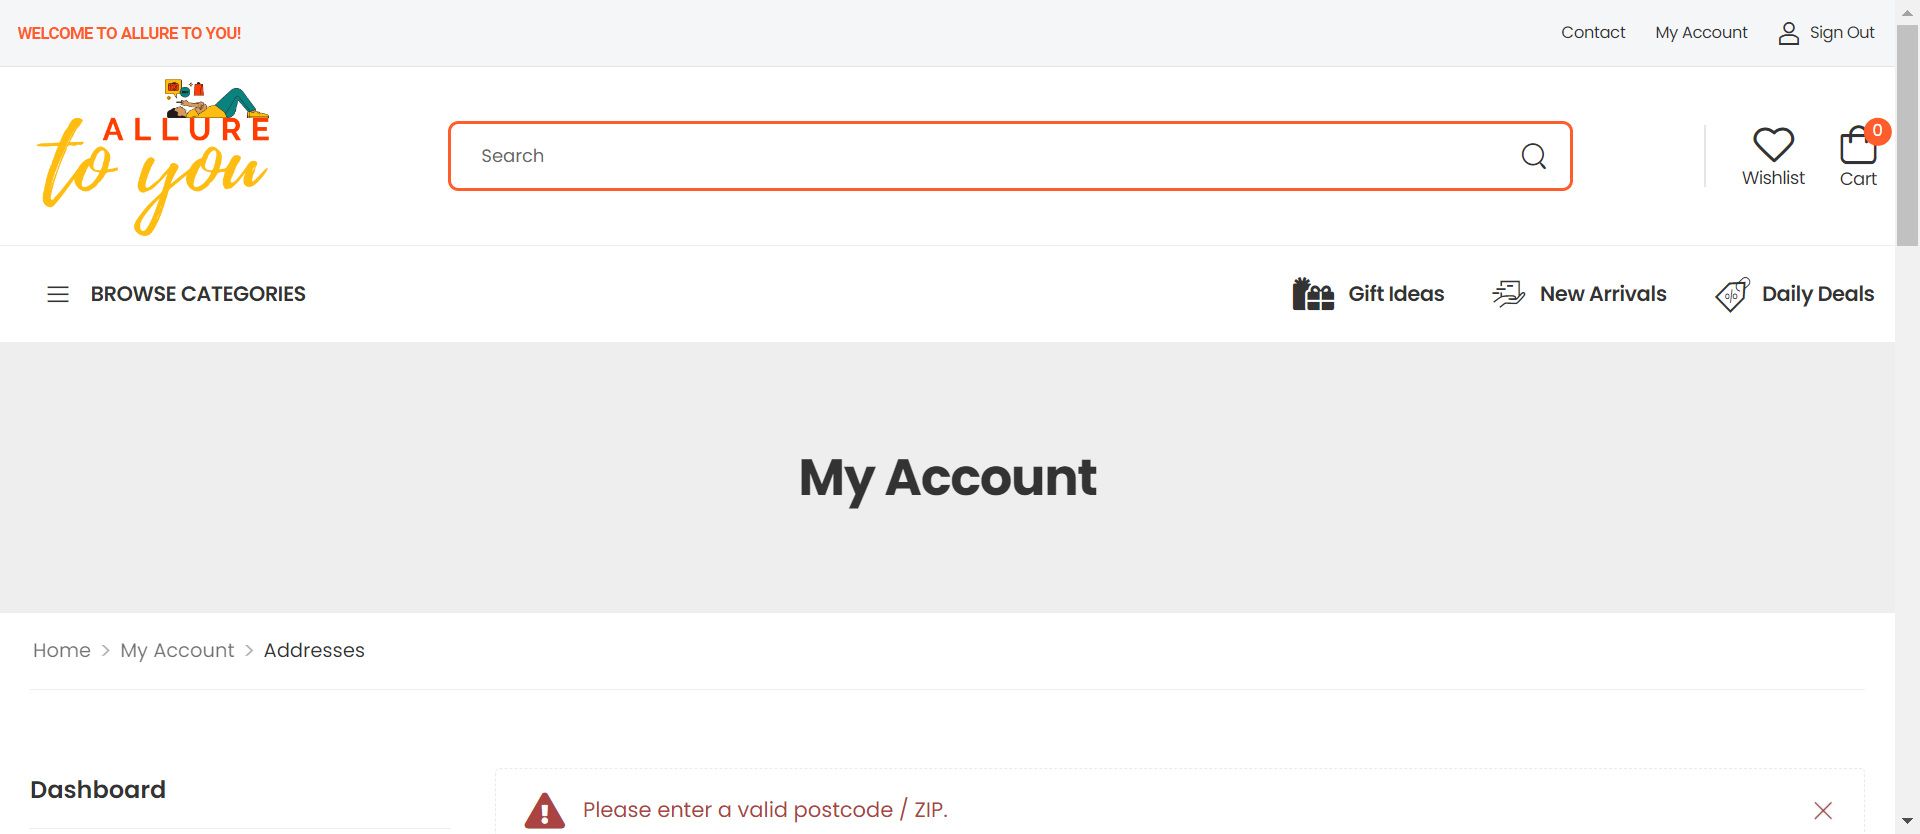 WELCOME TO ALLURE TO YOU!
Contact
My Account
Sign Out
ALLURE
to you
Search
Wishlist
0
Cart
BROWSE CATEGORIES
Gift Ideas
New Arrivals
%
Daily Deals
My Account
Home > My Account > Addresses
Dashboard
Please enter a valid postcode / ZIP.